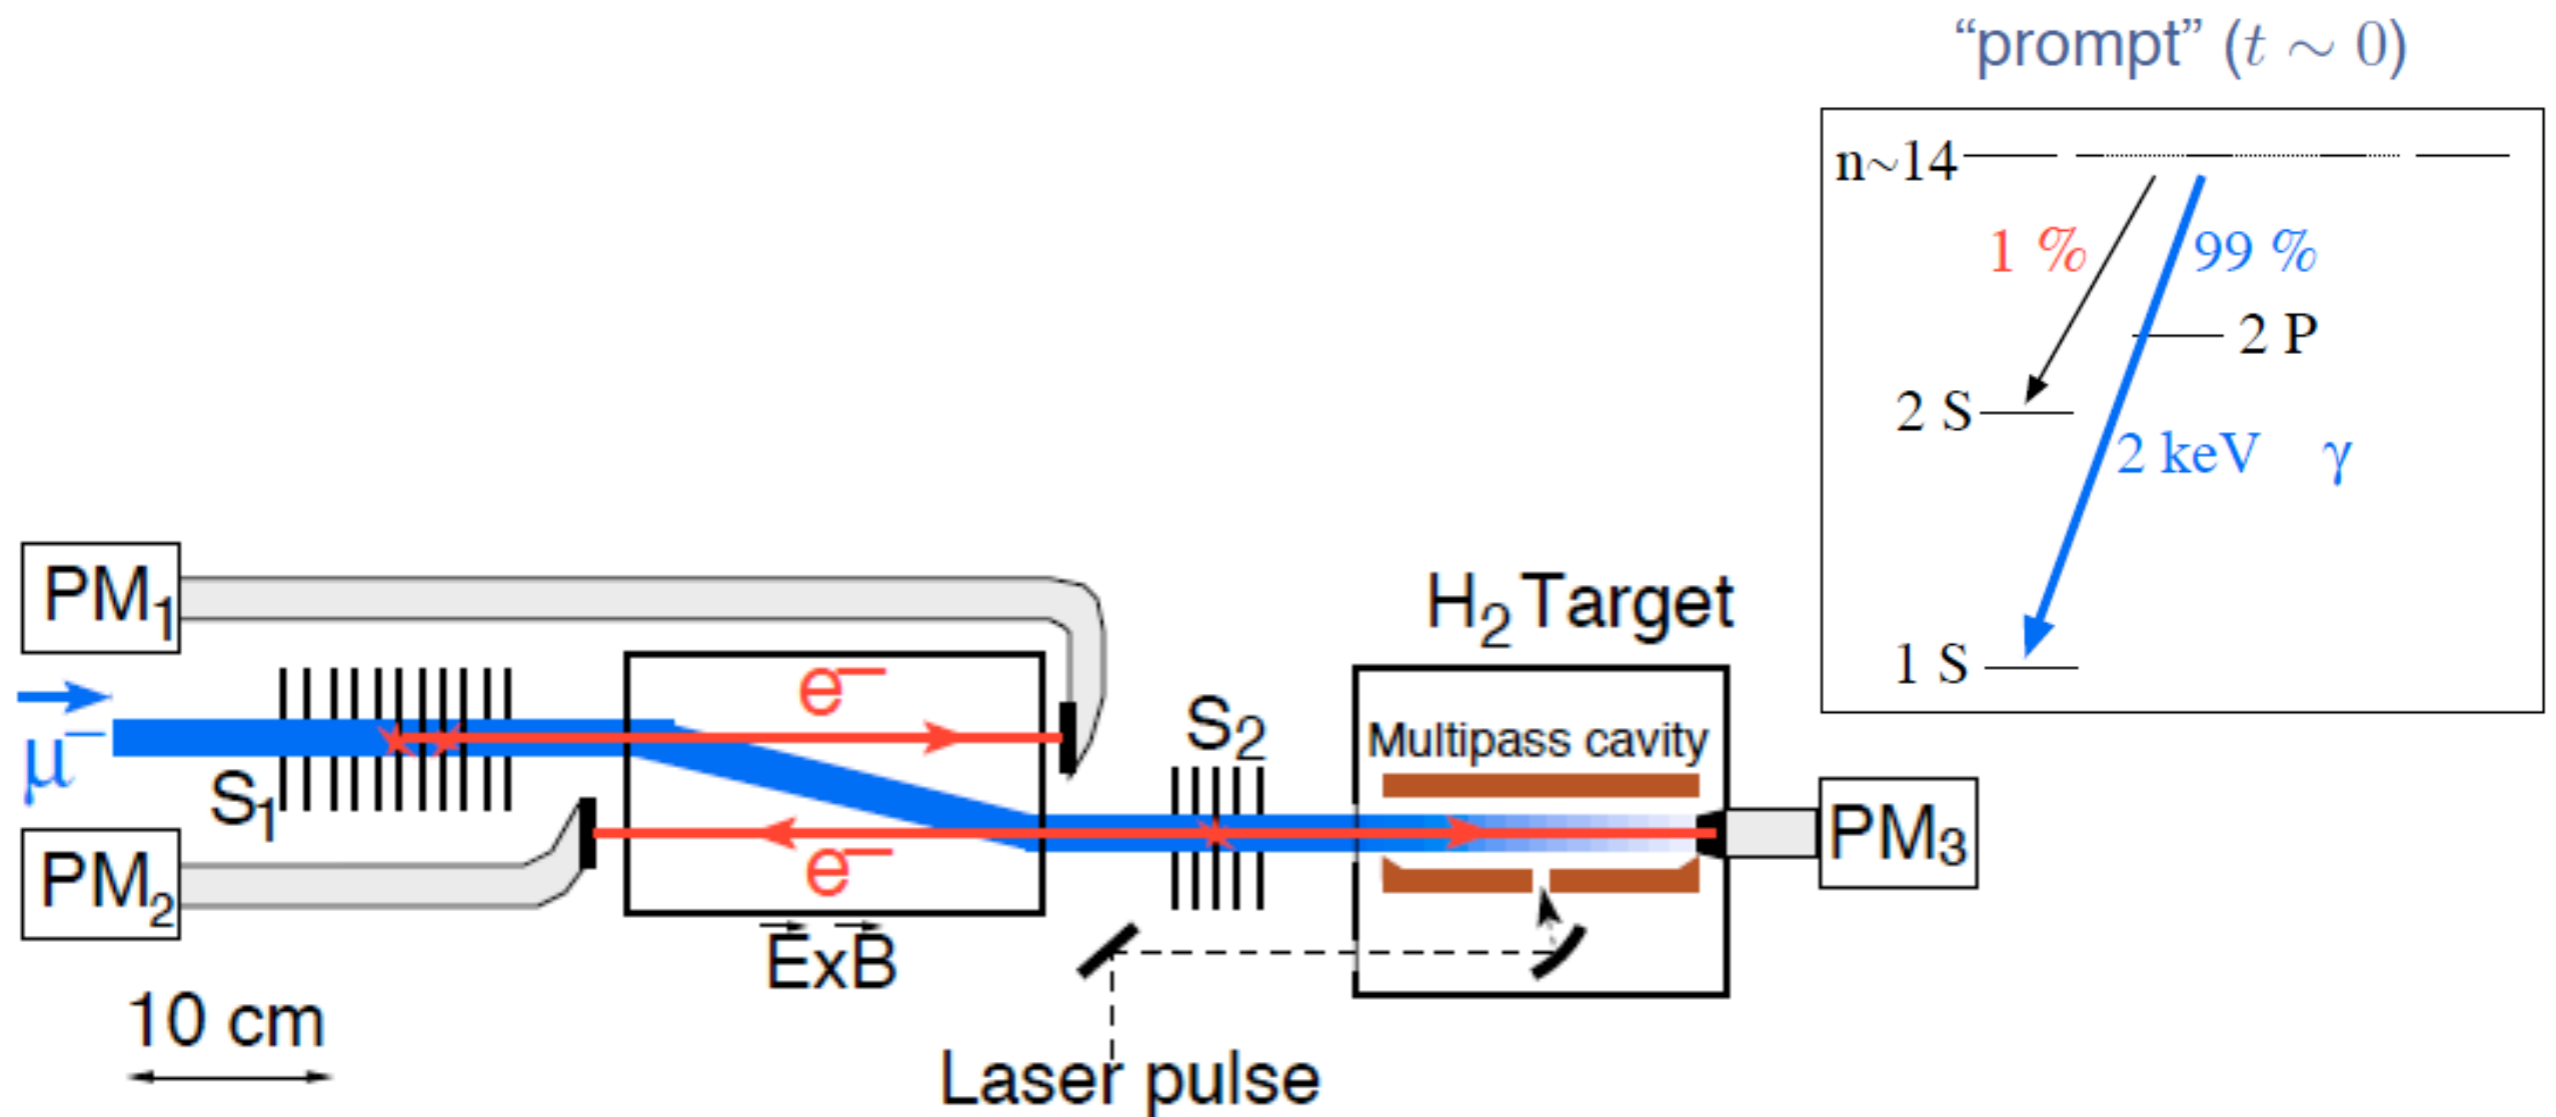 “prompt” (t ∼ 0)
n~14
1 %
99 %
2 P
2 S
2 keV γ
1 S
PM₁
H₂ Target
e⁻
S₂
Multipass cavity
μ⁻
S₁
PM₂
e⁻
PM₃
E⃗xB⃗
10 cm
Laser pulse